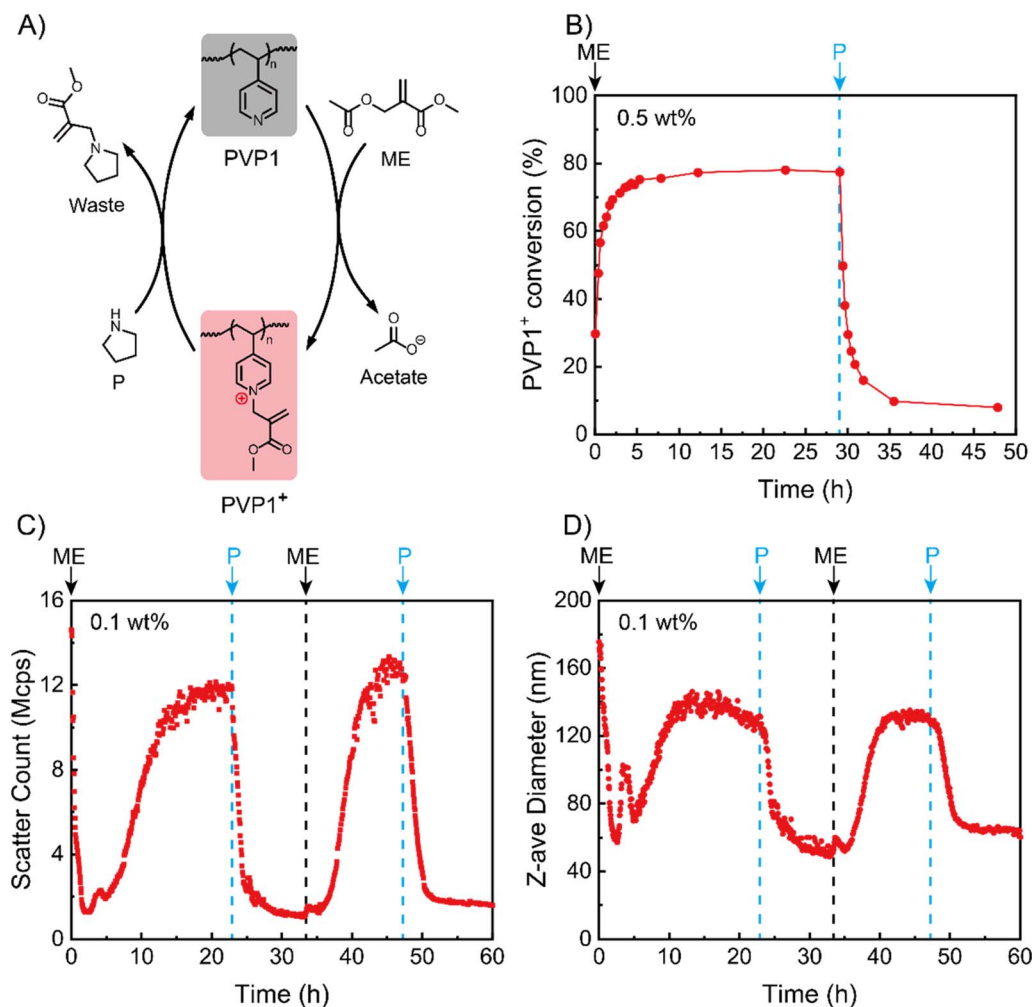 A)
n
N
PVP1
O
O
Waste
N
O
O
O
O
ME
H
N
P
n
N
⊕
O
O
PVP1+
O
O⊖
Acetate
B)
ME
P
0.5 wt%
PVP1+ conversion (%)
100
80
60
40
20
0
0 5 10 15 20 25 30 35 40 45 50
Time (h)
C)
ME P ME P
0.1 wt%
Scatter Count (Mcps)
16
12
8
4
0
0 10 20 30 40 50 60
Time (h)
D)
ME P ME P
0.1 wt%
Z-ave Diameter (nm)
200
160
120
80
40
0
0 10 20 30 40 50 60
Time (h)